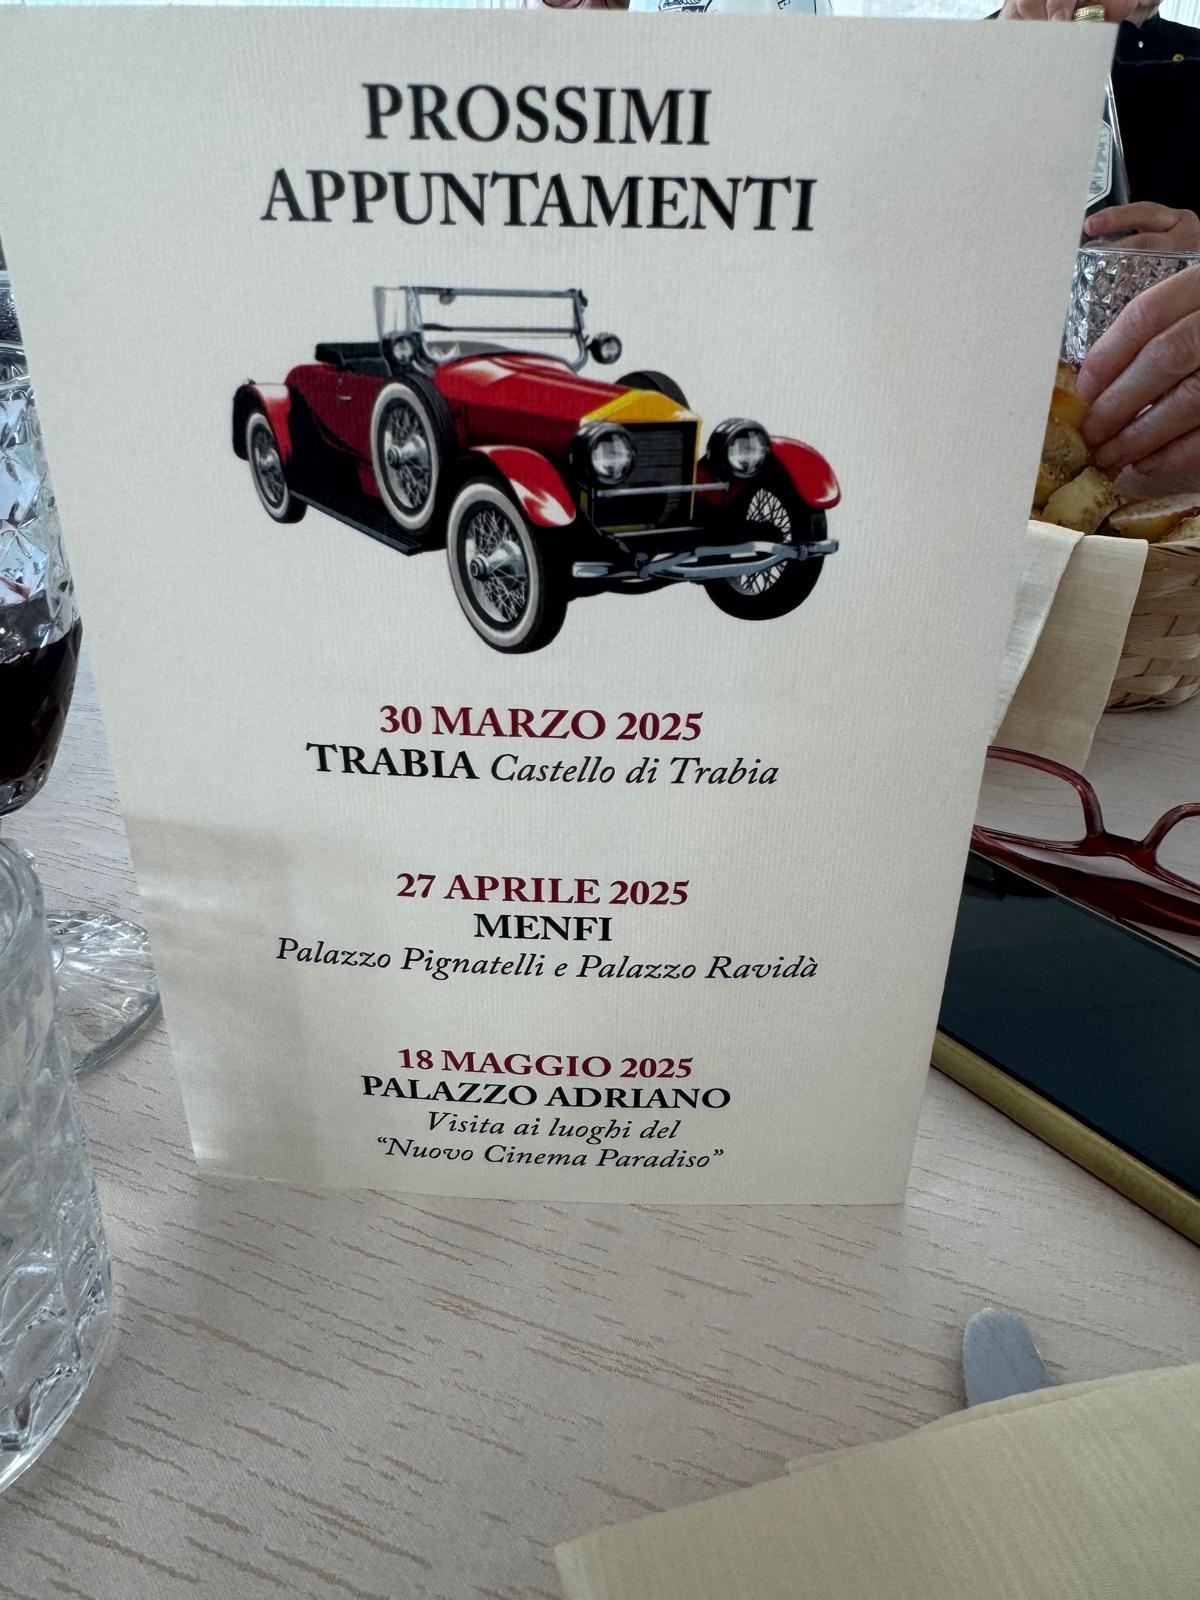 PROSSIMI
APPUNTAMENTI
30 MARZO 2025
TRABIA Castello di Trabia
27 APRILE 2025
MENFI
Palazzo Pignatelli e Palazzo Ravidà
18 MAGGIO 2025
PALAZZO ADRIANO
Visita ai luoghi del
“Nuovo Cinema Paradiso”